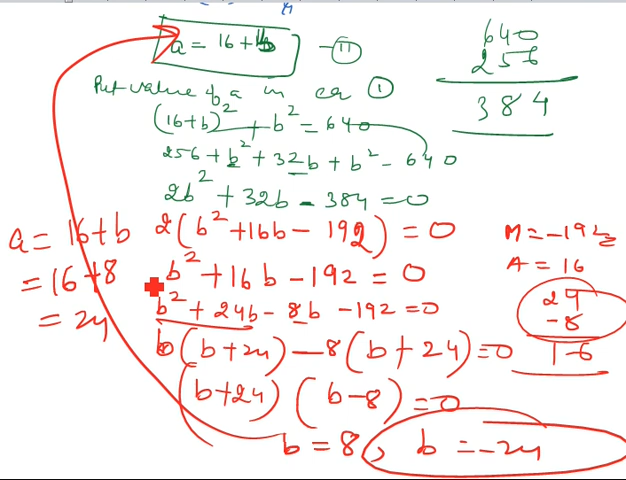 a = 16 + b - (11)
640
256
384
Put value of a in eq (1)
(16+b)² + b² = 640
256 + b² + 32b + b² - 640
2b² + 32b - 384 = 0
a = 16 + b
2(b² + 16b - 192) = 0
M = -192
= 16 + 8
b² + 16b - 192 = 0
A = 16
= 24
b² + 24b - 8b - 192 = 0
24
-8
16
b(b+24) - 8(b+24) = 0
(b+24) (b-8) = 0
b = 8, b = -24